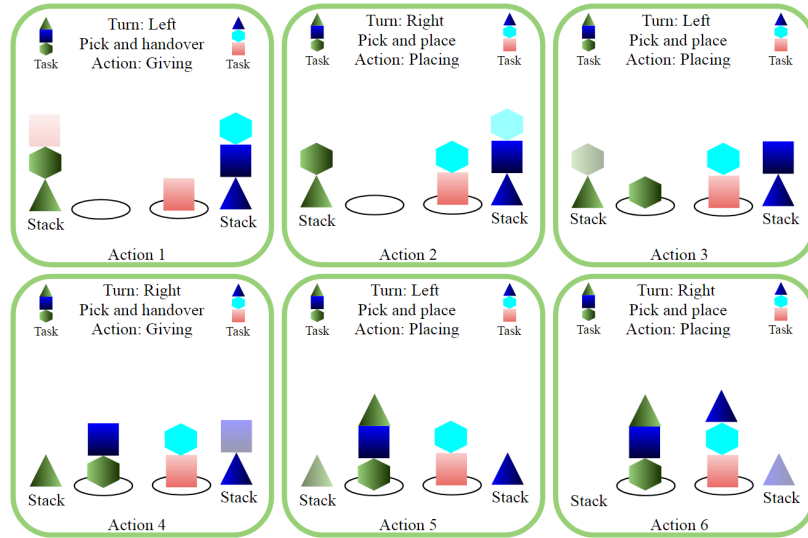 Turn: Left
Pick and handover
Task Action: Giving Task
Stack Stack
Action 1
Turn: Right
Pick and place
Task Action: Placing Task
Stack Stack
Action 2
Turn: Left
Pick and place
Task Action: Placing Task
Stack Stack
Action 3
Turn: Right
Pick and handover
Task Action: Giving Task
Stack Stack
Action 4
Turn: Left
Pick and place
Task Action: Placing Task
Stack Stack
Action 5
Turn: Right
Pick and place
Task Action: Placing Task
Stack Stack
Action 6